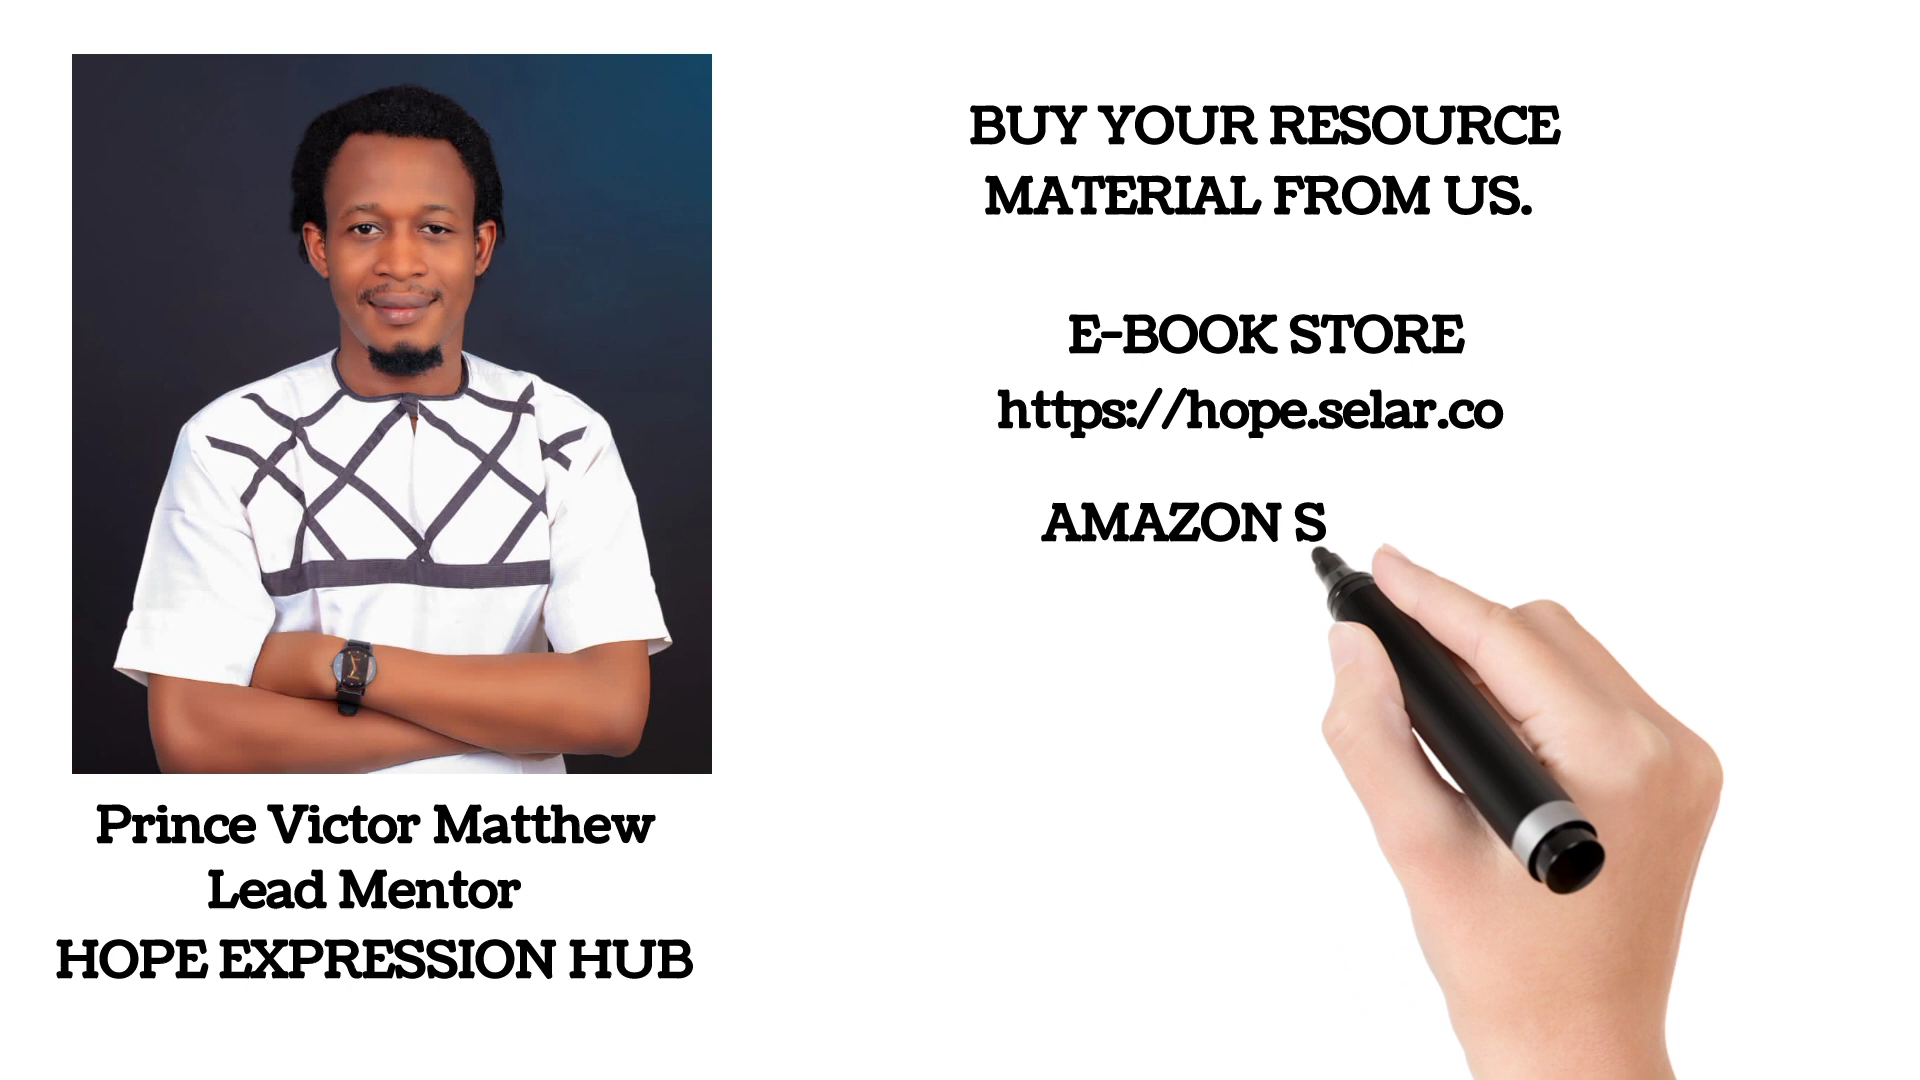 BUY YOUR RESOURCE
MATERIAL FROM US.
E-BOOK STORE
https://hope.selar.co
AMAZON S
Prince Victor Matthew
Lead Mentor
HOPE EXPRESSION HUB